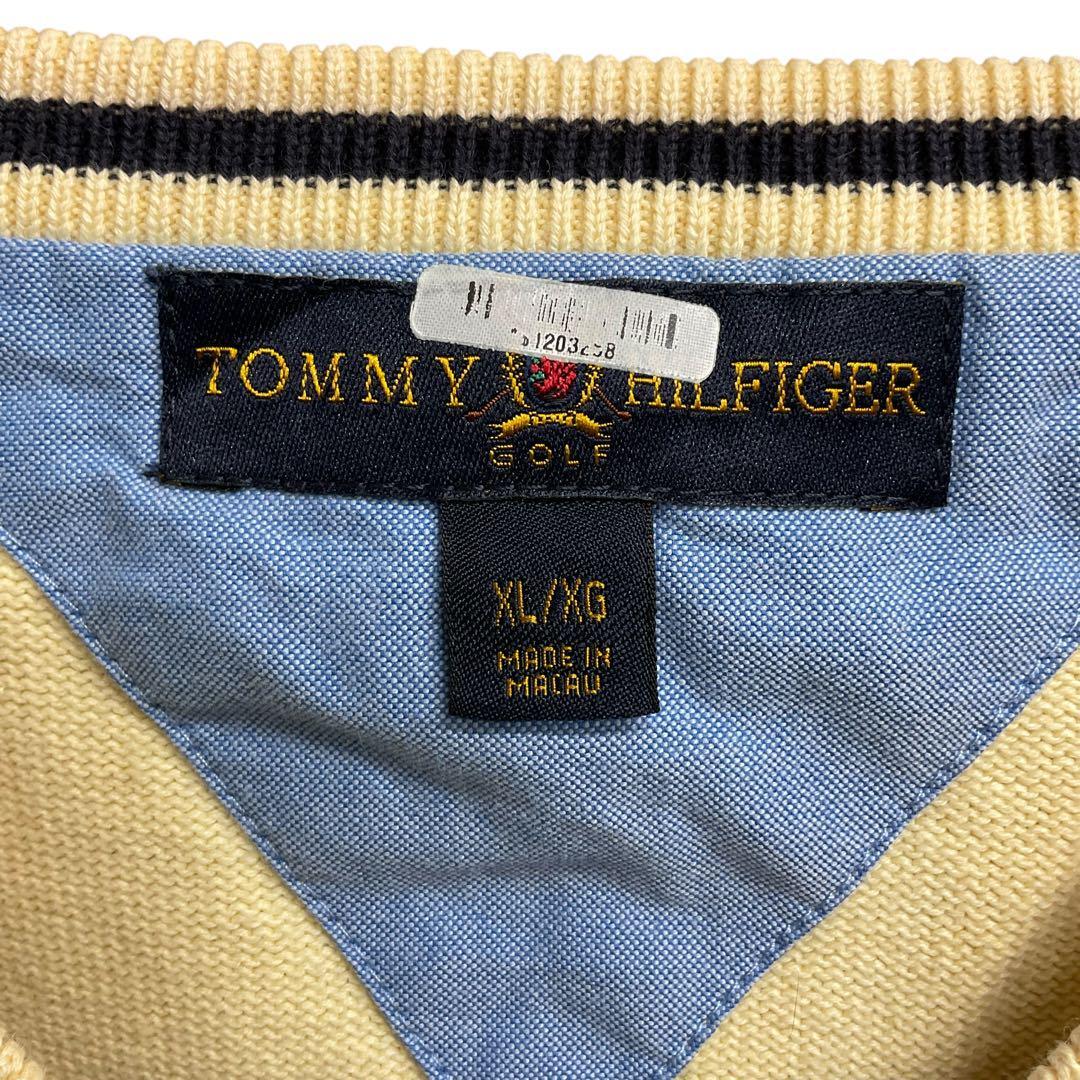 TOMMY HILFIGER
GOLF
XL/XG
MADE IN
MACAU